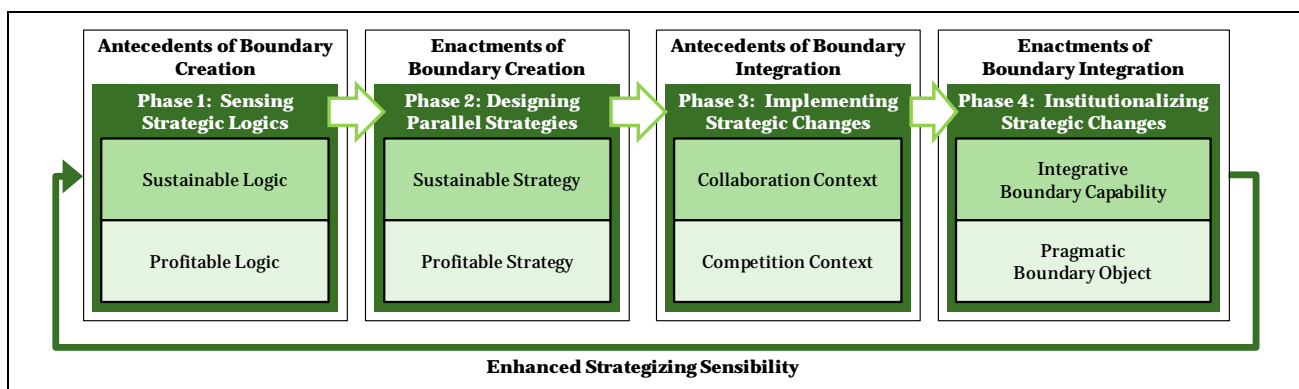 Antecedents of Boundary
Creation
Phase 1: Sensing
Strategic Logics
Sustainable Logic
Profitable Logic
Enactments of
Boundary Creation
Phase 2: Designing
Parallel Strategies
Sustainable Strategy
Profitable Strategy
Antecedents of Boundary
Integration
Phase 3: Implementing
Strategic Changes
Collaboration Context
Competition Context
Enactments of
Boundary Integration
Phase 4: Institutionalizing
Strategic Changes
Integrative
Boundary Capability
Pragmatic
Boundary Object
Enhanced Strategizing Sensibility